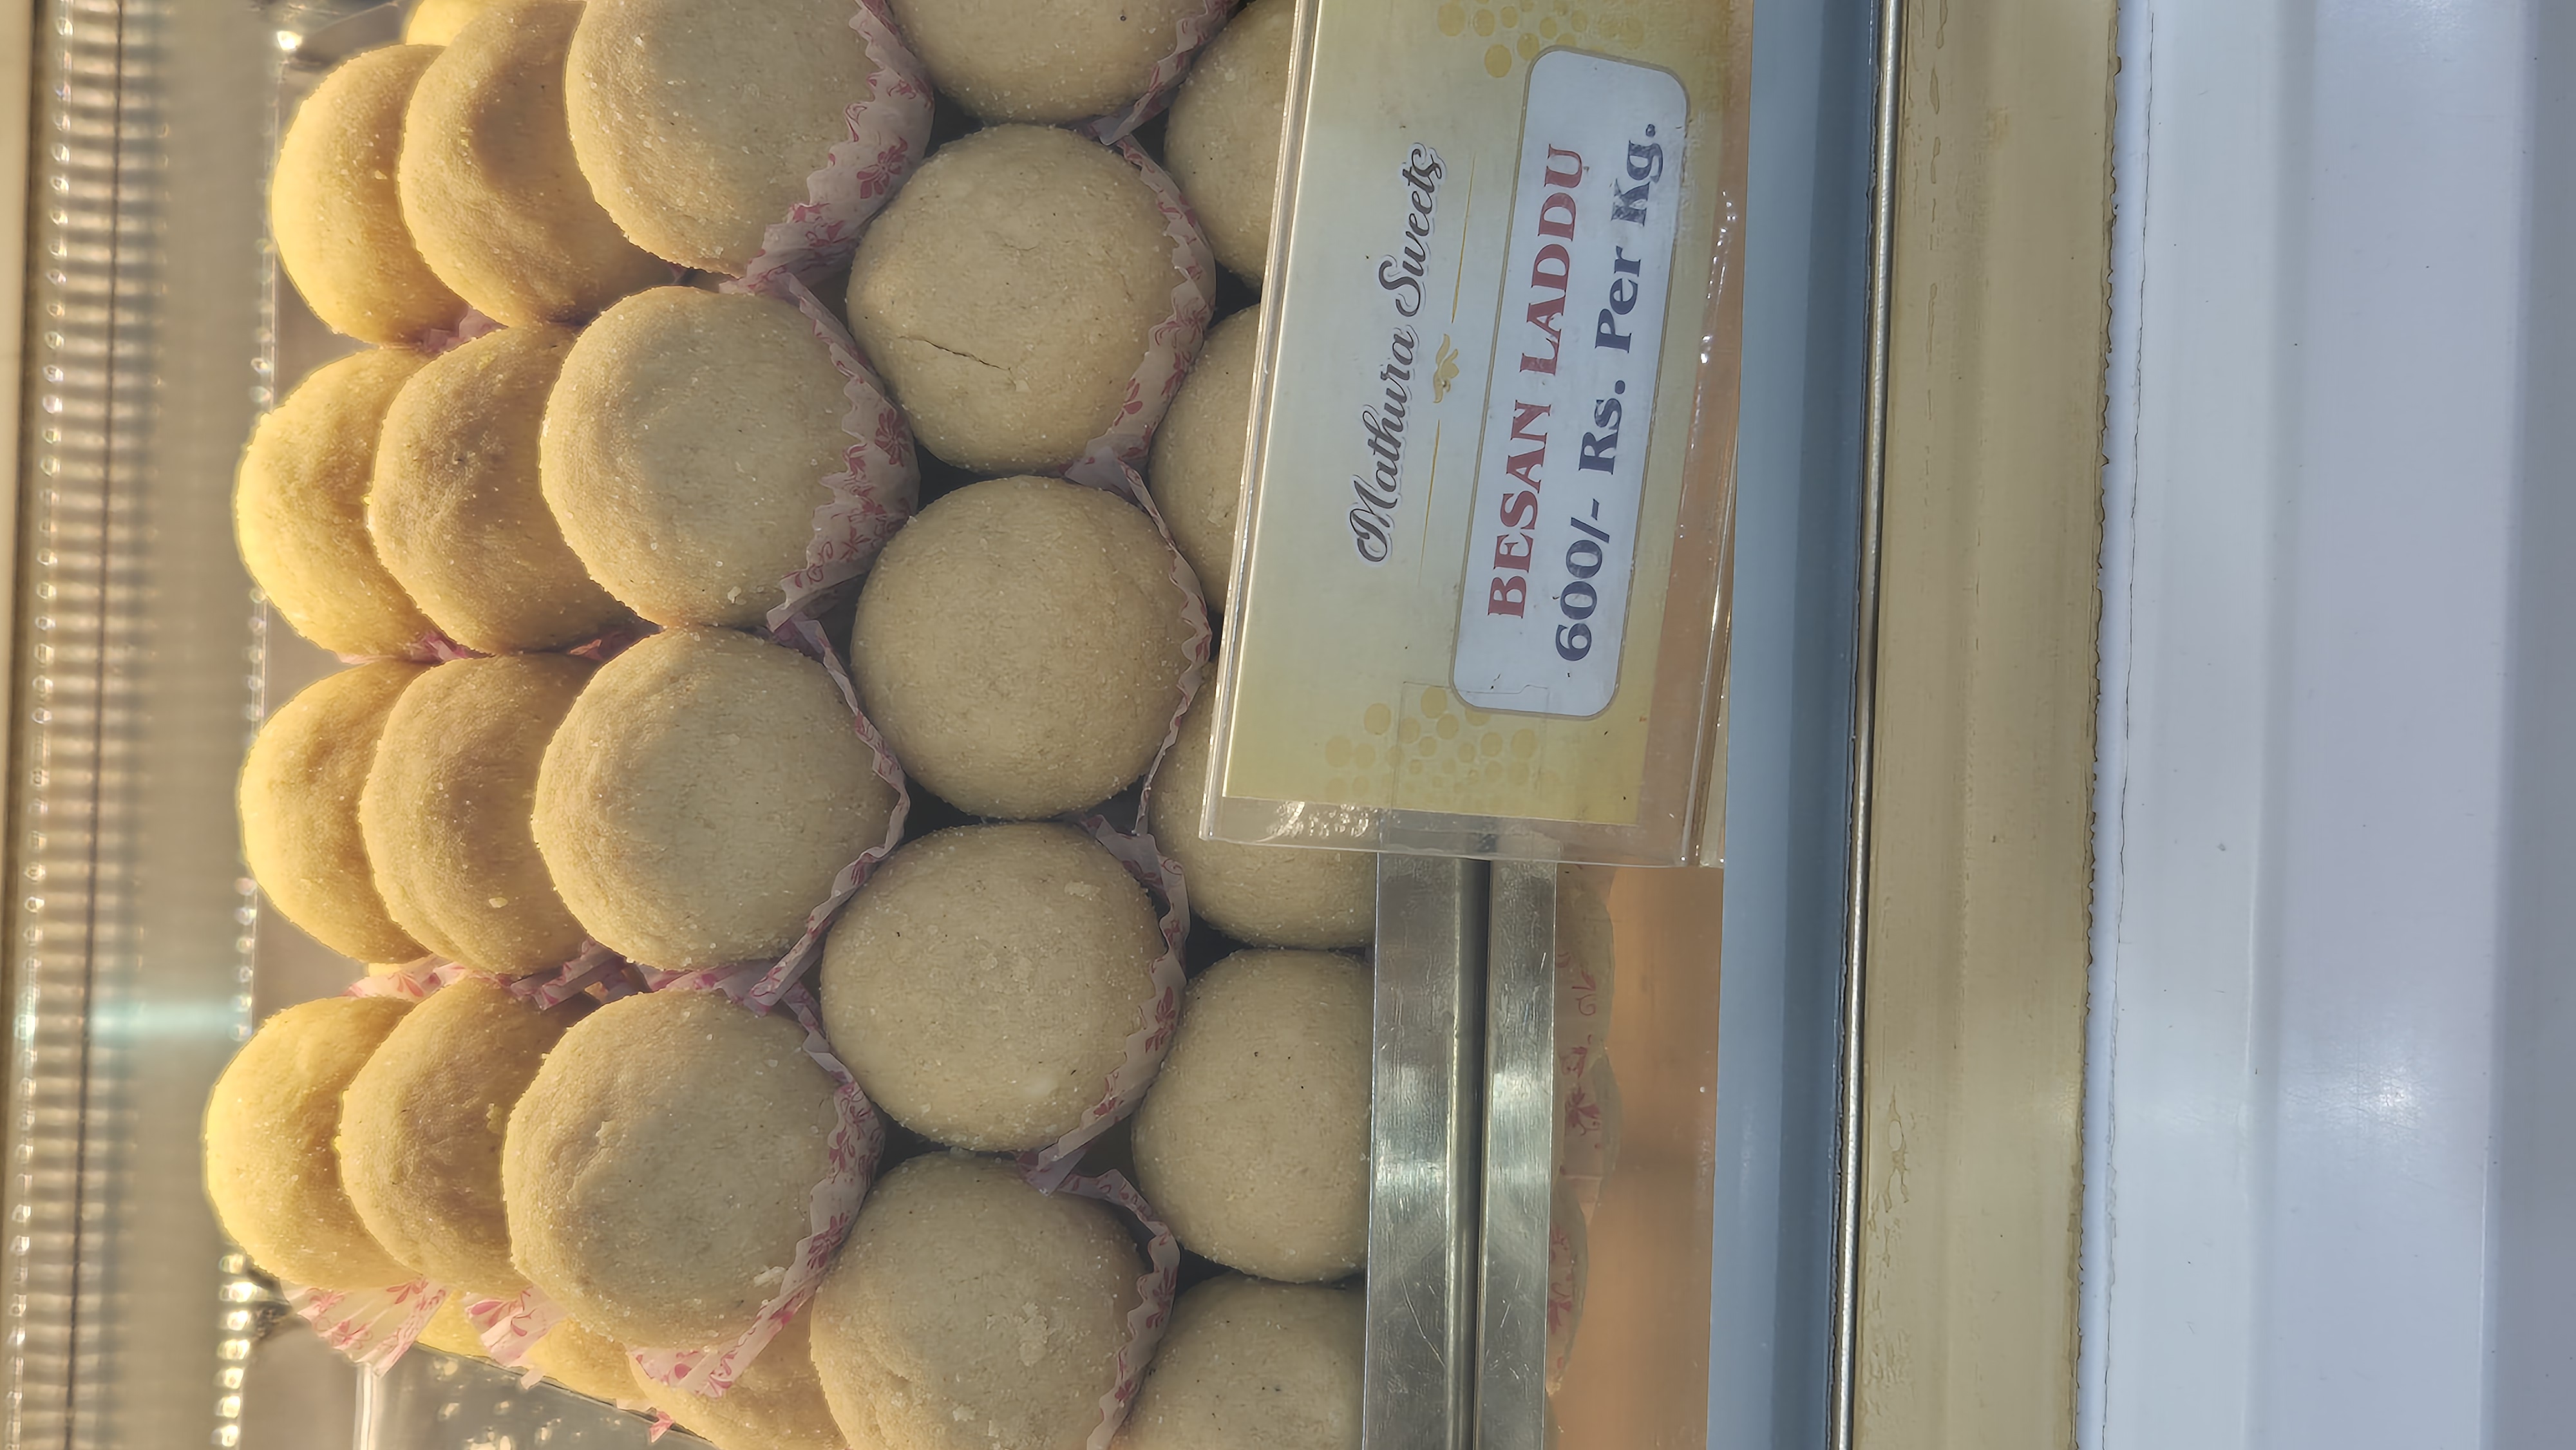 Mathura Sweets
BESAN LADDU
600/- Rs. Per Kg.